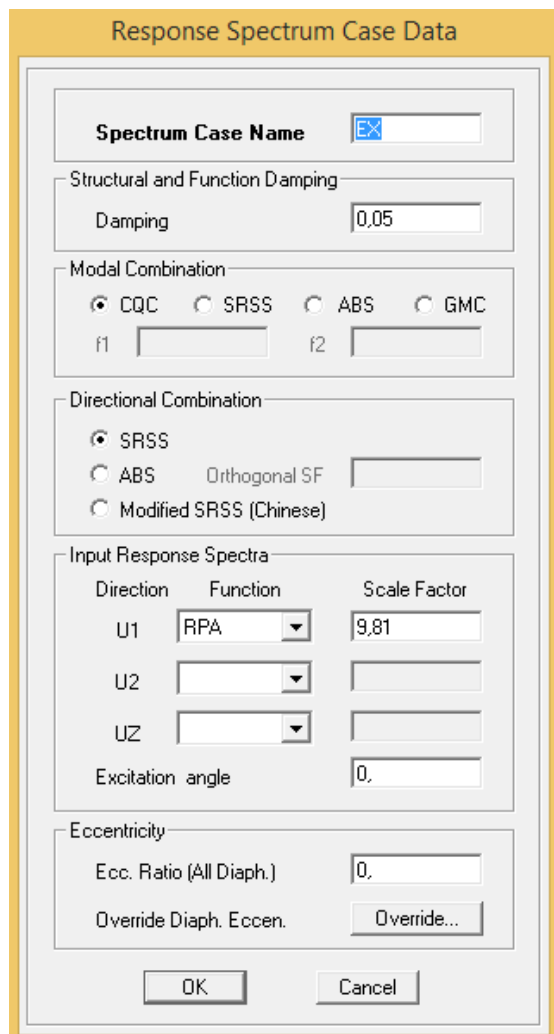 Response Spectrum Case Data
Spectrum Case Name EX
Structural and Function Damping
Damping 0,05
Modal Combination
CQC SRSS ABS GMC
f1 f2
Directional Combination
SRSS
ABS Orthogonal SF
Modified SRSS (Chinese)
Input Response Spectra
Direction Function Scale Factor
U1 RPA 9,81
U2
UZ
Excitation angle 0,
Eccentricity
Ecc. Ratio (All Diaph.) 0,
Override Diaph. Eccen. Override...
OK Cancel